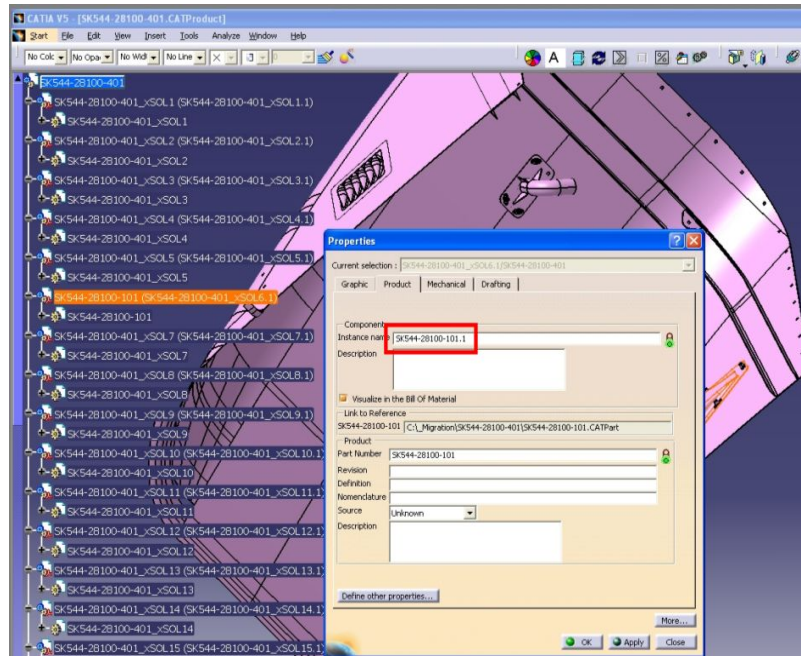 CATIA V5 - [SK544-28100-401.CATProduct]
Start File Edit View Insert Tools Analyze Window Help
No Colc No Opa No Widl No Line
SK544-28100-401
SK544-28100-401_xSOL1 (SK544-28100-401_xSOL1.1)
SK544-28100-401_xSOL1
SK544-28100-401_xSOL2 (SK544-28100-401_xSOL2.1)
SK544-28100-401_xSOL2
SK544-28100-401_xSOL3 (SK544-28100-401_xSOL3.1)
SK544-28100-401_xSOL3
SK544-28100-401_xSOL4 (SK544-28100-401_xSOL4.1)
SK544-28100-401_xSOL4
SK544-28100-401_xSOL5 (SK544-28100-401_xSOL5.1)
SK544-28100-401_xSOL5
SK544-28100-101 (SK544-28100-401_xSOL6.1)
SK544-28100-101
SK544-28100-401_xSOL7 (SK544-28100-401_xSOL7.1)
SK544-28100-401_xSOL7
SK544-28100-401_xSOL8 (SK544-28100-401_xSOL8.1)
SK544-28100-401_xSOL8
SK544-28100-401_xSOL9 (SK544-28100-401_xSOL9.1)
SK544-28100-401_xSOL9
SK544-28100-401_xSOL10 (SK544-28100-401_xSOL10.1)
SK544-28100-401_xSOL10
SK544-28100-401_xSOL11 (SK544-28100-401_xSOL11.1)
SK544-28100-401_xSOL11
SK544-28100-401_xSOL12 (SK544-28100-401_xSOL12.1)
SK544-28100-401_xSOL12
SK544-28100-401_xSOL13 (SK544-28100-401_xSOL13.1)
SK544-28100-401_xSOL13
SK544-28100-401_xSOL14 (SK544-28100-401_xSOL14.1)
SK544-28100-401_xSOL14
SK544-28100-401_xSOL15 (SK544-28100-401_xSOL15.1)
Properties
Current selection : SK544-28100-401_xSOL6.1/SK544-28100-401
Graphic Product Mechanical Drafting
Component
Instance name SK544-28100-101.1
Description
Visualize in the Bill Of Material
Link to Reference
SK544-28100-101 C:\_Migration\SK544-28100-401\SK544-28100-101.CATPart
Product
Part Number SK544-28100-101
Revision
Definition
Nomenclature
Source Unknown
Description
Define other properties...
More...
OK Apply Close